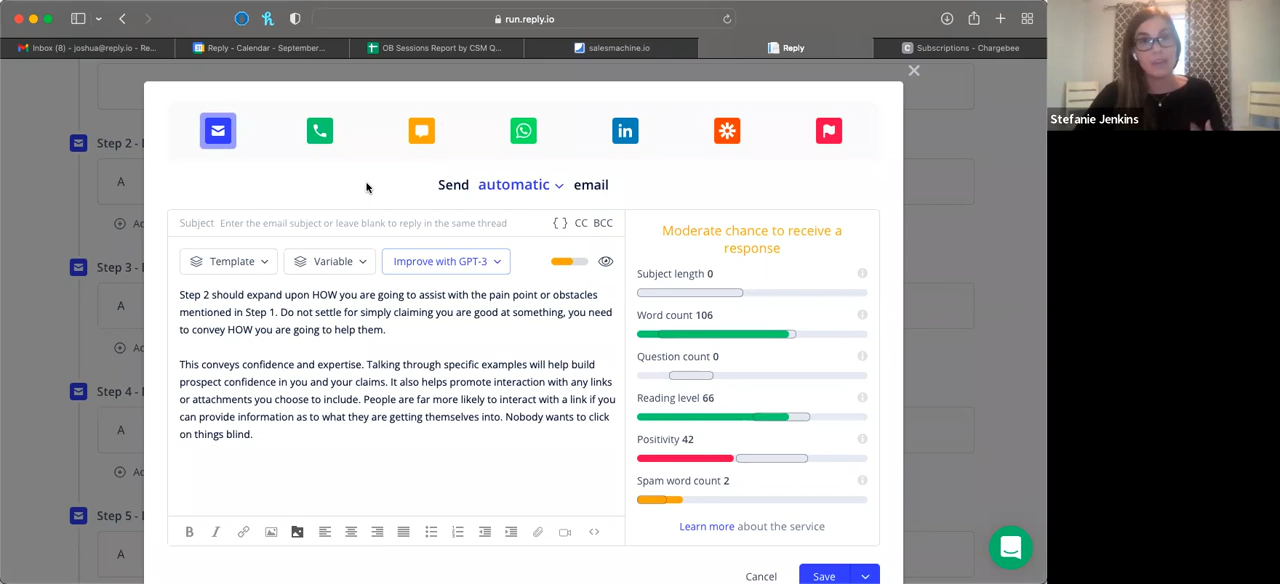 run.reply.io
Inbox (8) - joshua@reply.io - Re...
Reply - Calendar - September...
OB Sessions Report by CSM Q...
salesmachine.io
Reply
Subscriptions - Chargebee
Stefanie Jenkins
Step 2 -
A
Step 3 -
A
Step 4 -
A
Step 5 -
A
Send automatic email
Subject Enter the email subject or leave blank to reply in the same thread { } CC BCC
Template Variable Improve with GPT-3
Step 2 should expand upon HOW you are going to assist with the pain point or obstacles
mentioned in Step 1. Do not settle for simply claiming you are good at something, you need
to convey HOW you are going to help them.
This conveys confidence and expertise. Talking through specific examples will help build
prospect confidence in you and your claims. It also helps promote interaction with any links
or attachments you choose to include. People are far more likely to interact with a link if you
can provide information as to what they are getting themselves into. Nobody wants to click
on things blind.
Moderate chance to receive a
response
Subject length 0
Word count 106
Question count 0
Reading level 66
Positivity 42
Spam word count 2
Learn more about the service
Cancel Save